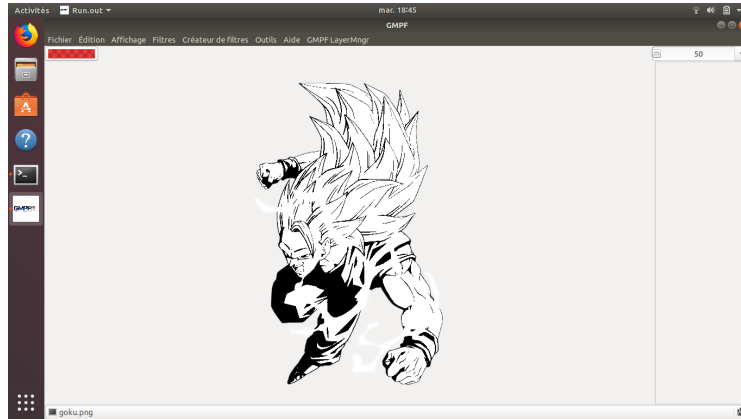 Activités Run.out mar. 18:45
GMPF
Fichier Édition Affichage Filtres Créateur de filtres Outils Aide GMPF LayerMngr
50
GMPF
goku.png